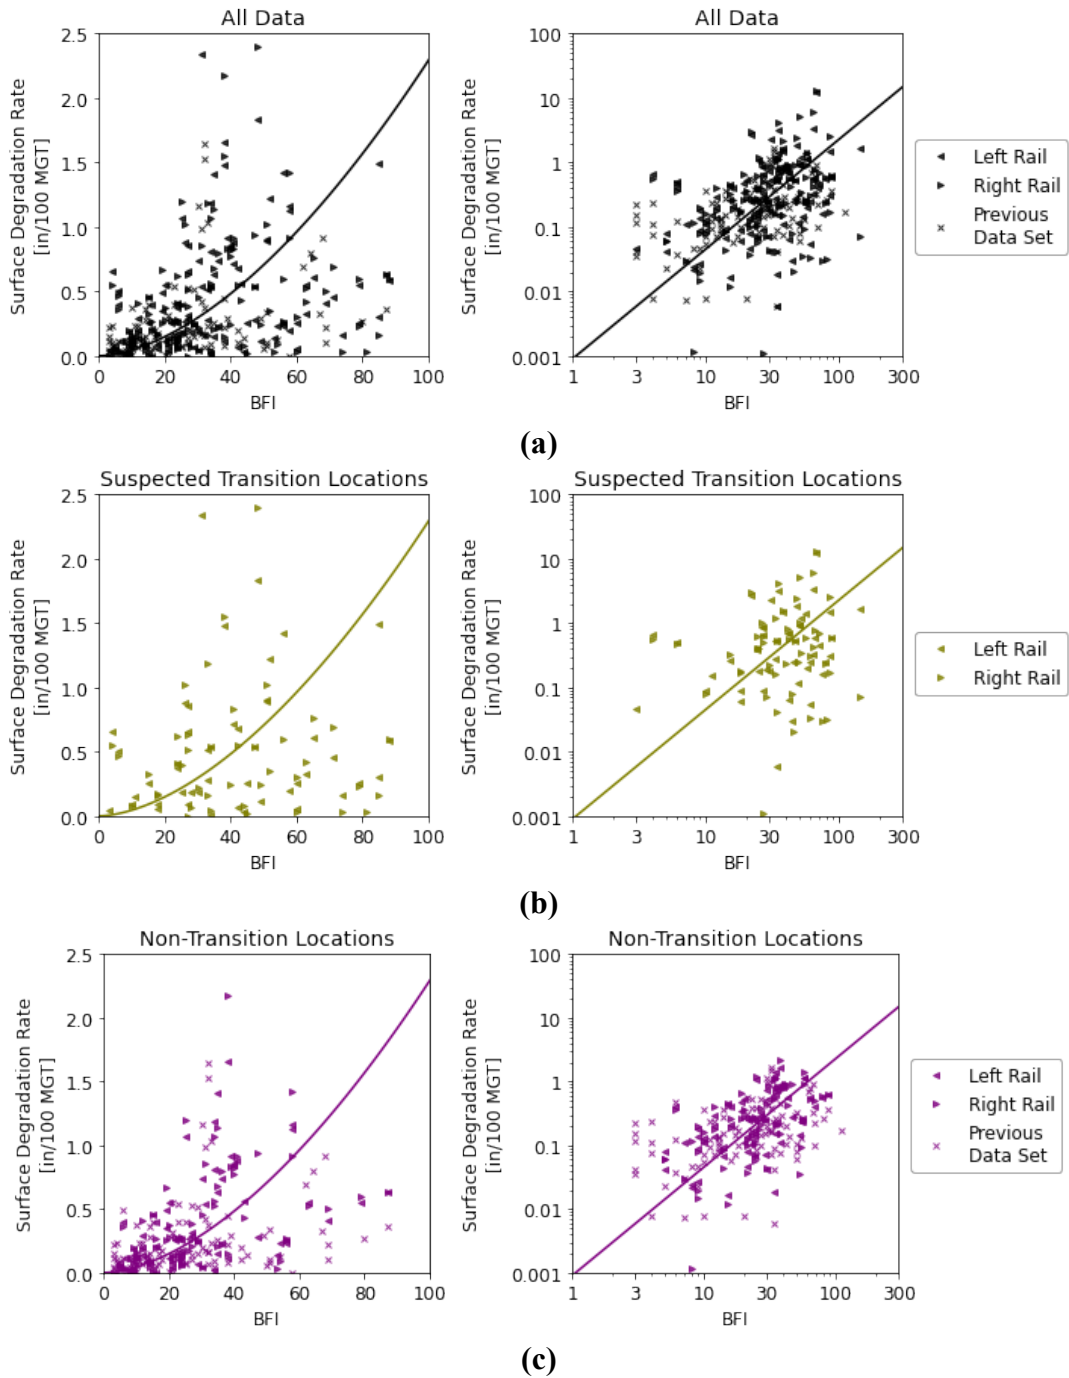 All Data
All Data
2.5
2.0
1.5
1.0
0.5
0.0
Surface Degradation Rate
[in/100 MGT]
0 20 40 60 80 100
BFI
100
10
1
0.1
0.01
0.001
Surface Degradation Rate
[in/100 MGT]
1 3 10 30 100 300
BFI
Left Rail
Right Rail
Previous
Data Set
(a)
Suspected Transition Locations
Suspected Transition Locations
2.5
2.0
1.5
1.0
0.5
0.0
Surface Degradation Rate
[in/100 MGT]
0 20 40 60 80 100
BFI
100
10
1
0.1
0.01
0.001
Surface Degradation Rate
[in/100 MGT]
1 3 10 30 100 300
BFI
Left Rail
Right Rail
(b)
Non-Transition Locations
Non-Transition Locations
2.5
2.0
1.5
1.0
0.5
0.0
Surface Degradation Rate
[in/100 MGT]
0 20 40 60 80 100
BFI
100
10
1
0.1
0.01
0.001
Surface Degradation Rate
[in/100 MGT]
1 3 10 30 100 300
BFI
Left Rail
Right Rail
Previous
Data Set
(c)